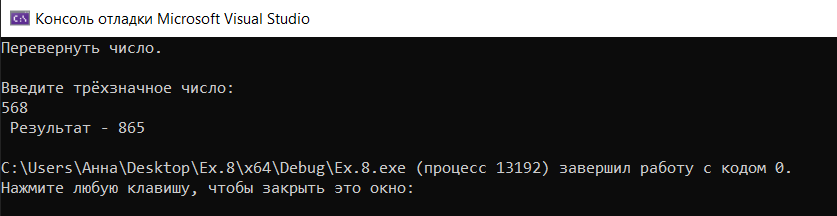 C:\ Консоль отладки Microsoft Visual Studio
Перевернуть число.
Введите трёхзначное число:
568
Результат - 865
C:\Users\Анна\Desktop\Ex.8\x64\Debug\Ex.8.exe (процесс 13192) завершил работу с кодом 0.
Нажмите любую клавишу, чтобы закрыть это окно: